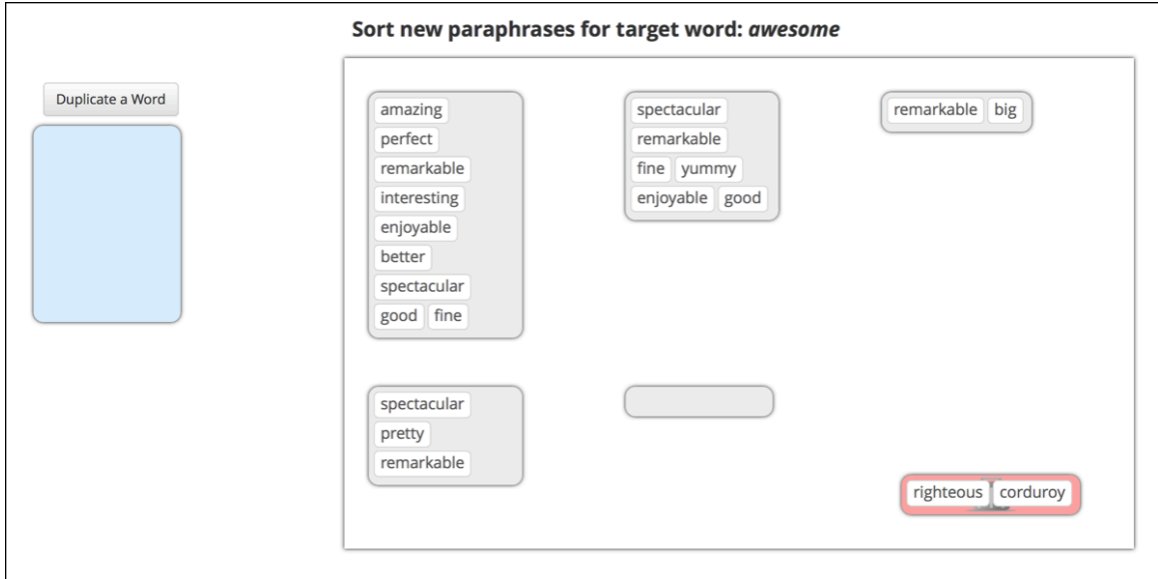 Sort new paraphrases for target word: awesome
Duplicate a Word
amazing
perfect
remarkable
interesting
enjoyable
better
spectacular
good fine
spectacular
remarkable
fine yummy
enjoyable good
remarkable big
spectacular
pretty
remarkable
righteous corduroy